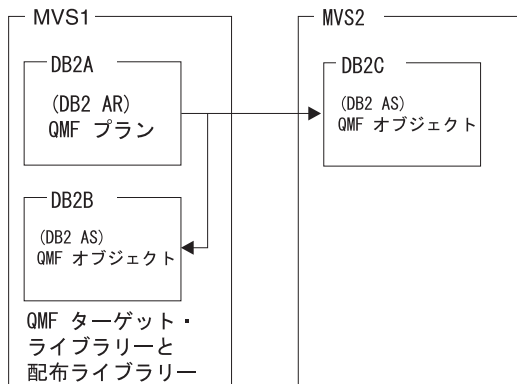 MVS1
DB2A
(DB2 AR)
QMF プラン
DB2B
(DB2 AS)
QMF オブジェクト
QMF ターゲット・
ライブラリーと
配布ライブラリー
MVS2
DB2C
(DB2 AS)
QMF オブジェクト